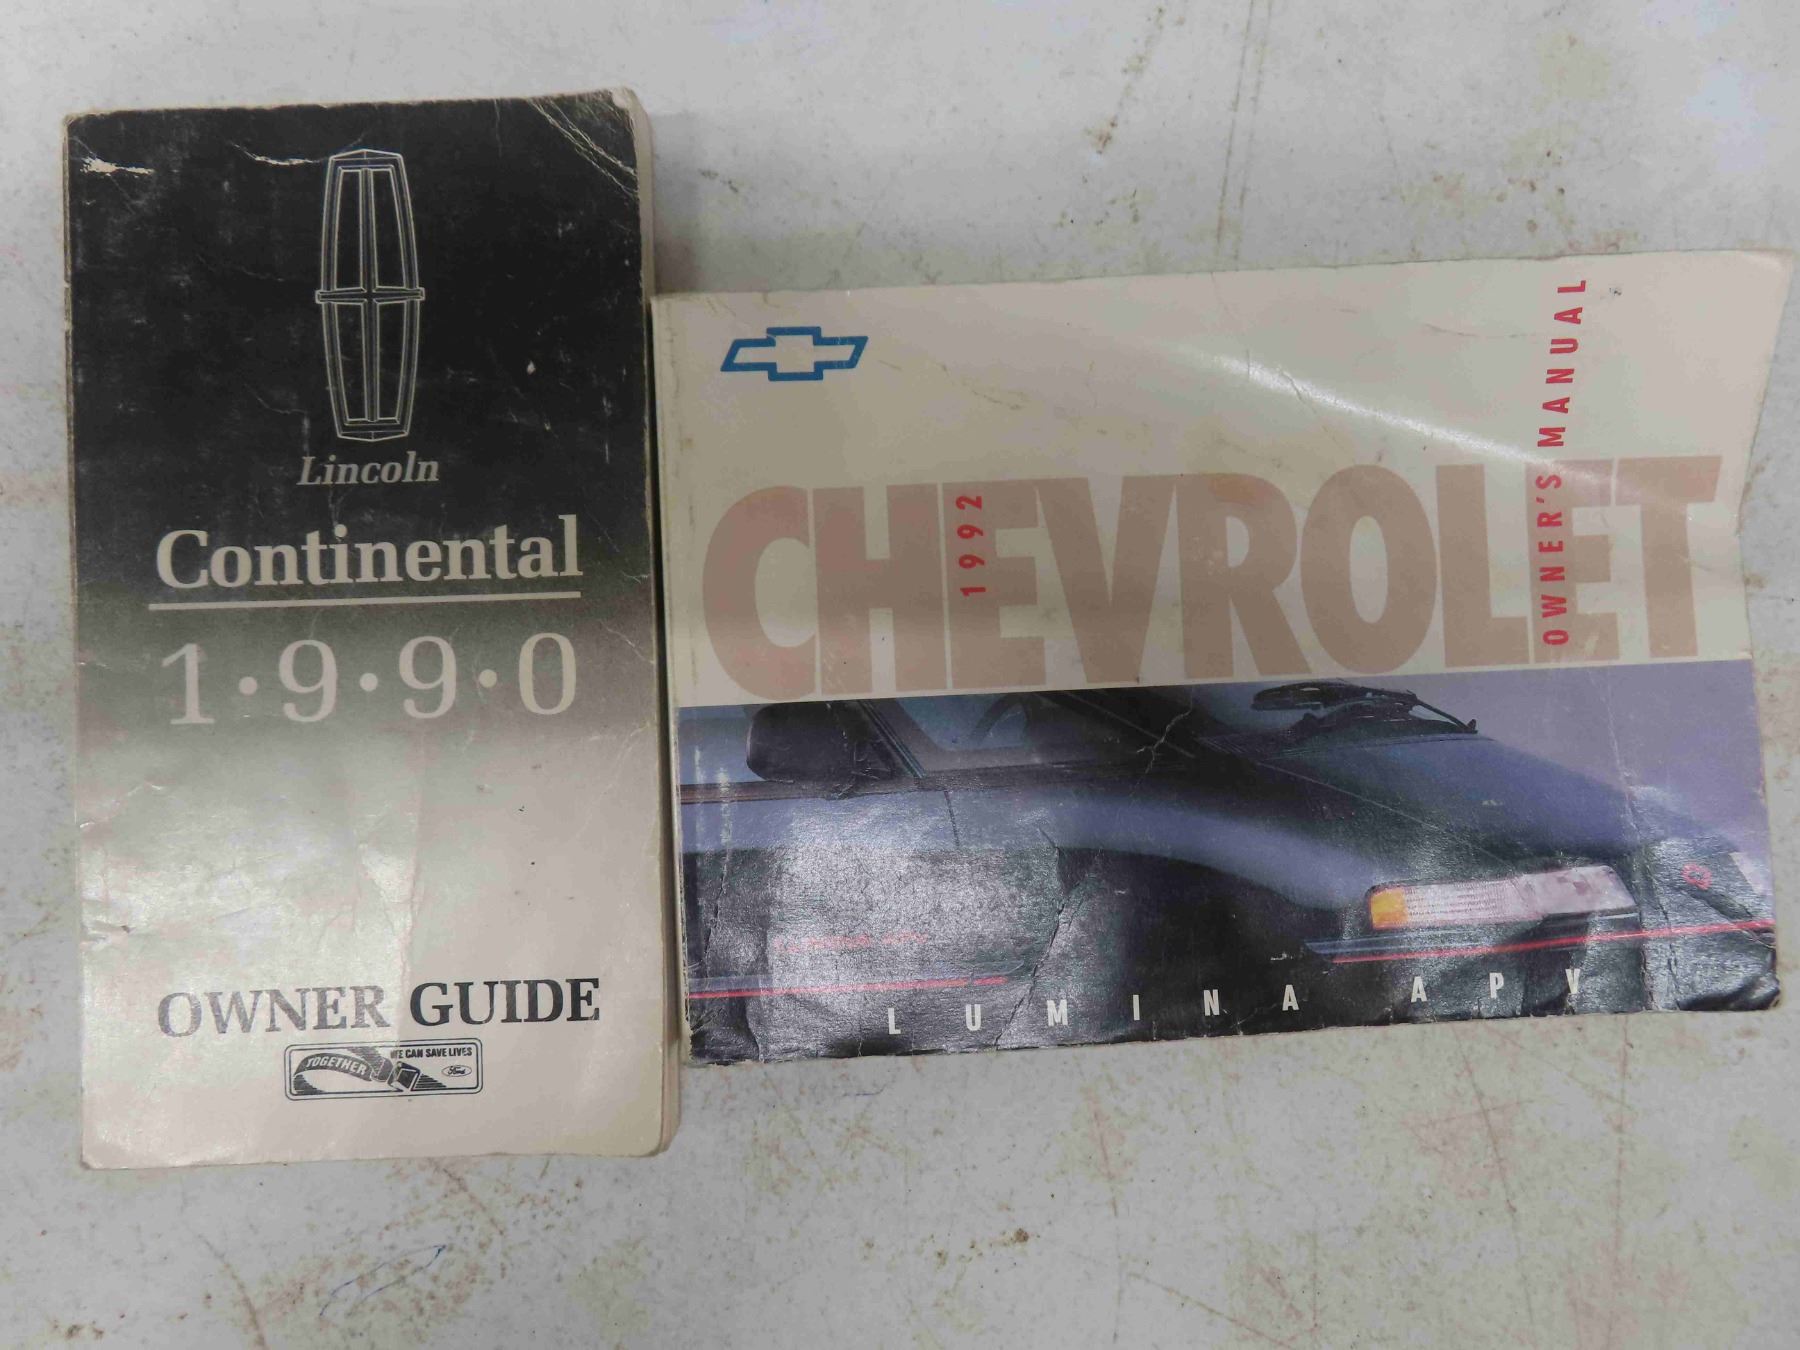 Lincoln
Continental
1·9·9·0
OWNER GUIDE
TOGETHER
WE CAN SAVE LIVES
Ford
CHEVROLET
1992
OWNER'S MANUAL
LUMINA APV